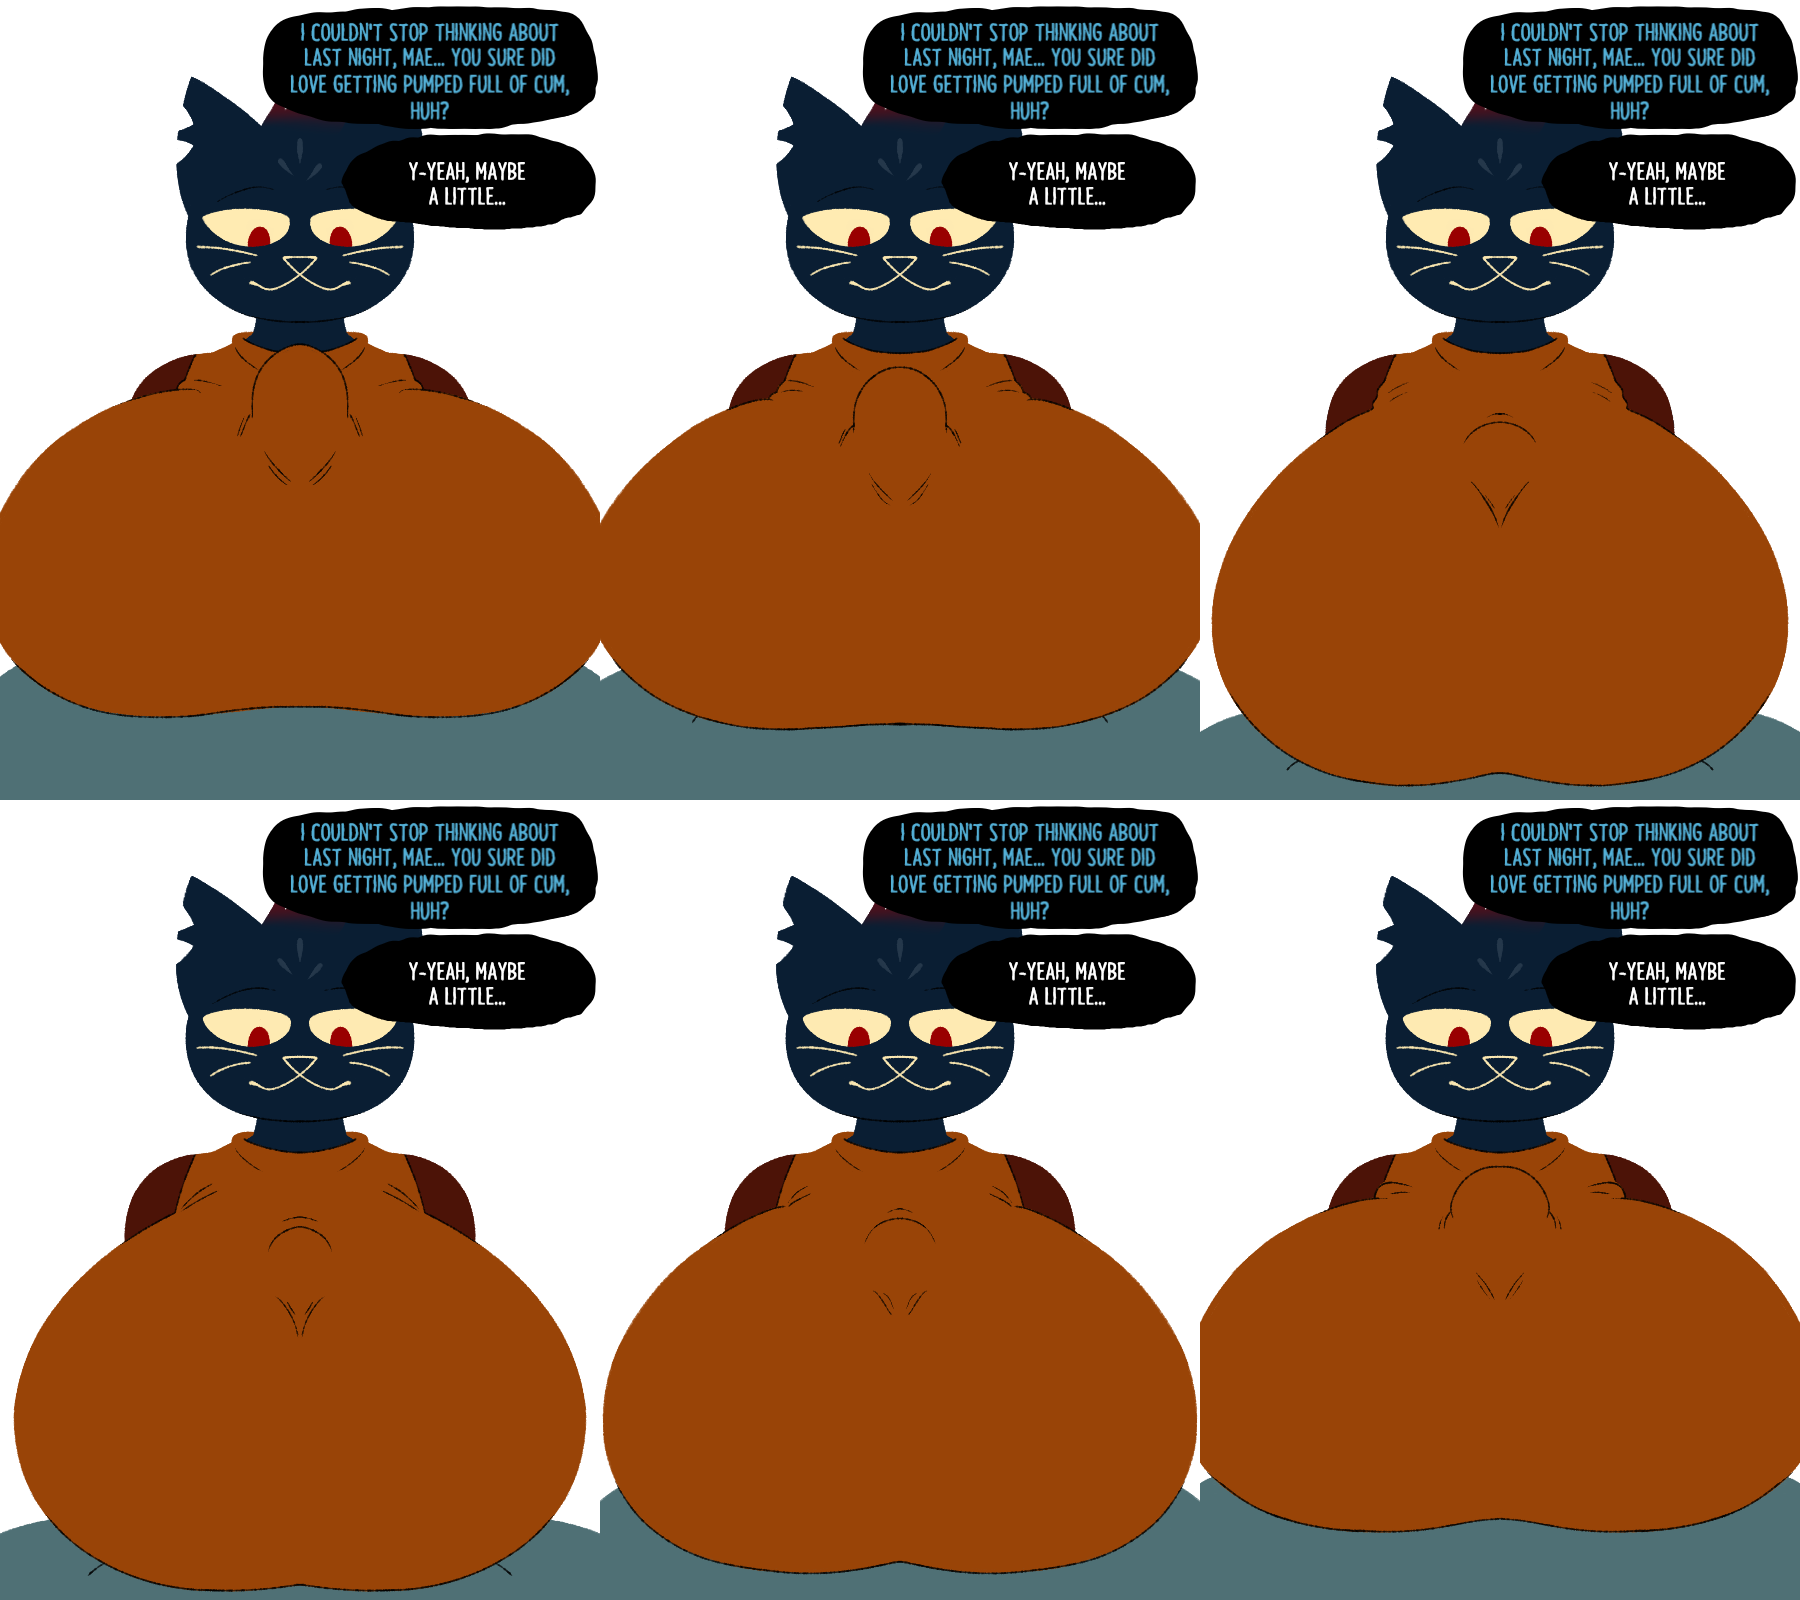 I COULDN'T STOP THINKING ABOUT
LAST NIGHT, MAE... YOU SURE DID
LOVE GETTING PUMPED FULL OF CUM,
HUH?
Y-YEAH, MAYBE
A LITTLE...
I COULDN'T STOP THINKING ABOUT
LAST NIGHT, MAE... YOU SURE DID
LOVE GETTING PUMPED FULL OF CUM,
HUH?
Y-YEAH, MAYBE
A LITTLE...
I COULDN'T STOP THINKING ABOUT
LAST NIGHT, MAE... YOU SURE DID
LOVE GETTING PUMPED FULL OF CUM,
HUH?
Y-YEAH, MAYBE
A LITTLE...
I COULDN'T STOP THINKING ABOUT
LAST NIGHT, MAE... YOU SURE DID
LOVE GETTING PUMPED FULL OF CUM,
HUH?
Y-YEAH, MAYBE
A LITTLE...
I COULDN'T STOP THINKING ABOUT
LAST NIGHT, MAE... YOU SURE DID
LOVE GETTING PUMPED FULL OF CUM,
HUH?
Y-YEAH, MAYBE
A LITTLE...
I COULDN'T STOP THINKING ABOUT
LAST NIGHT, MAE... YOU SURE DID
LOVE GETTING PUMPED FULL OF CUM,
HUH?
Y-YEAH, MAYBE
A LITTLE...